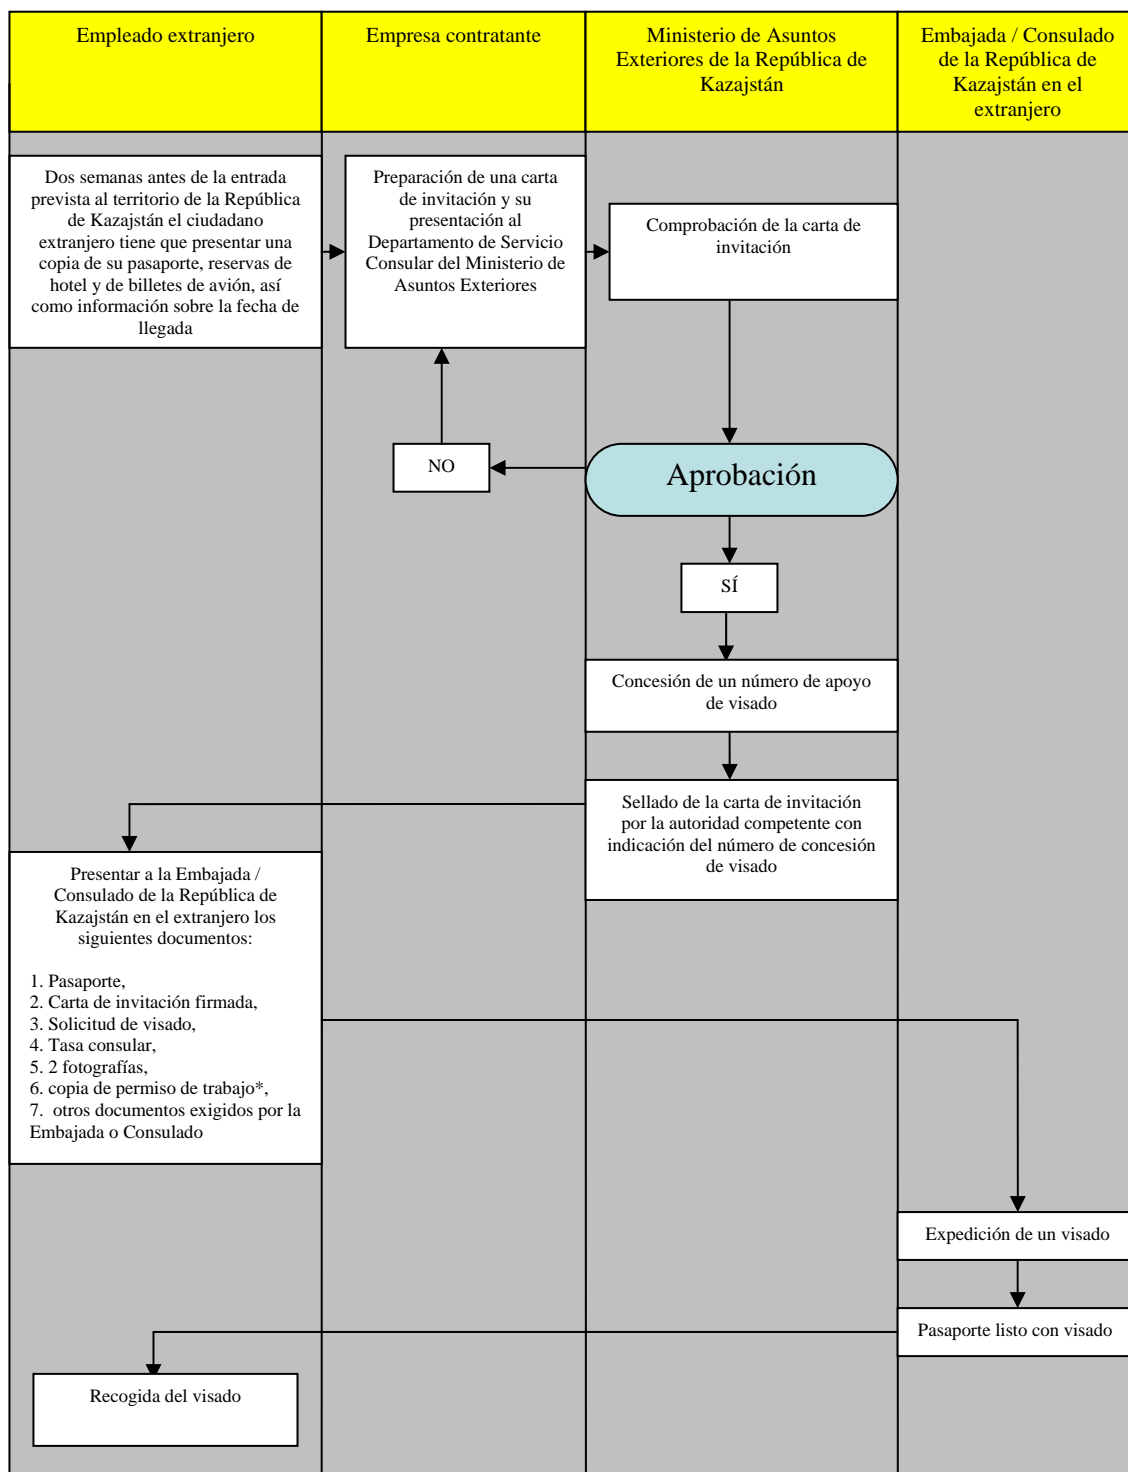 Empleado extranjero
Empresa contratante
Ministerio de Asuntos
Exteriores de la República de
Kazajstán
Embajada / Consulado
de la República de
Kazajstán en el
extranjero
Dos semanas antes de la entrada
prevista al territorio de la República
de Kazajstán el ciudadano
extranjero tiene que presentar una
copia de su pasaporte, reservas de
hotel y de billetes de avión, así
como información sobre la fecha de
llegada
Preparación de una carta
de invitación y su
presentación al
Departamento de Servicio
Consular del Ministerio de
Asuntos Exteriores
Comprobación de la carta de
invitación
NO
Aprobación
SÍ
Concesión de un número de apoyo
de visado
Sellado de la carta de invitación
por la autoridad competente con
indicación del número de concesión
de visado
Presentar a la Embajada /
Consulado de la República de
Kazajstán en el extranjero los
siguientes documentos:
1. Pasaporte,
2. Carta de invitación firmada,
3. Solicitud de visado,
4. Tasa consular,
5. 2 fotografías,
6. copia de permiso de trabajo*,
7. otros documentos exigidos por la
Embajada o Consulado
Expedición de un visado
Pasaporte listo con visado
Recogida del visado